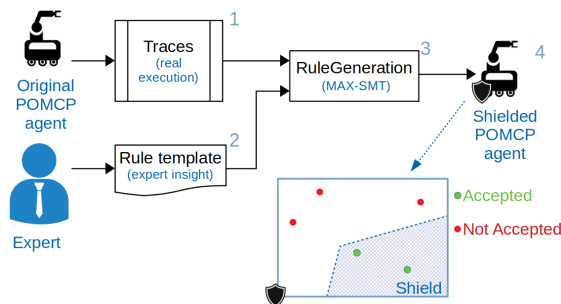 1
Traces
(real
execution)
Original
POMCP
agent
2
Rule template
(expert insight)
Expert
3
RuleGeneration
(MAX-SMT)
4
Shielded
POMCP
agent
Accepted
Not Accepted
Shield